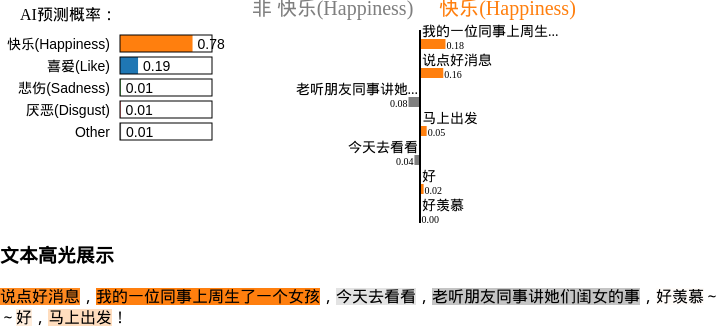 AI预测概率：
快乐(Happiness) 0.78
喜爱(Like) 0.19
悲伤(Sadness) 0.01
厌恶(Disgust) 0.01
Other 0.01
非 快乐(Happiness) 快乐(Happiness)
我的一位同事上周生...
0.18
说点好消息
0.16
老听朋友同事讲她...
0.08
马上出发
0.05
今天去看看
0.04
好
0.02
好羡慕
0.00
文本高光展示
说点好消息，我的一位同事上周生了一个女孩，今天去看看，老听朋友同事讲她们闺女的事，好羡慕～
～好，马上出发！